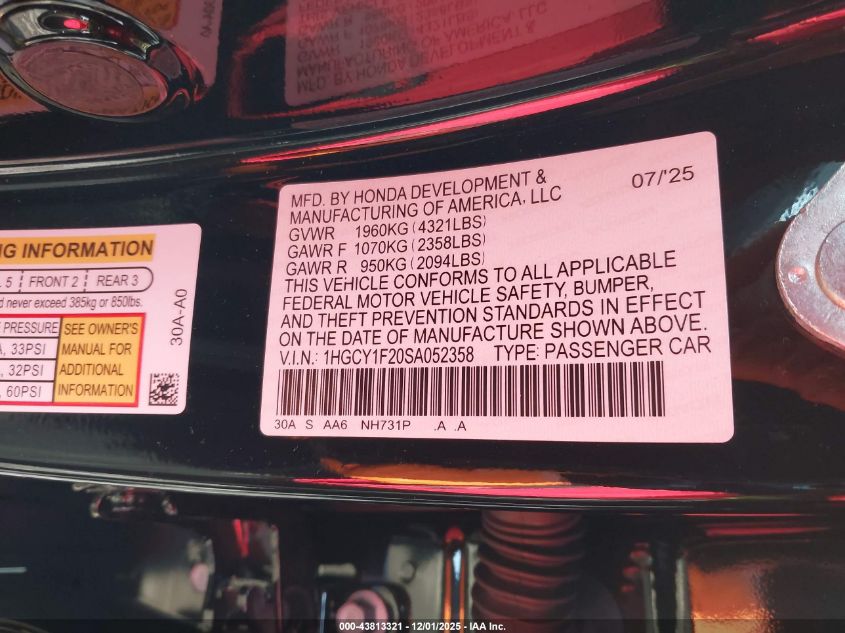 MFD. BY HONDA DEVELOPMENT &
MANUFACTURING OF AMERICA, LLC
07/'25
GVWR 1960KG (4321LBS)
GAWR F 1070KG (2358LBS)
GAWR R 950KG (2094LBS)
THIS VEHICLE CONFORMS TO ALL APPLICABLE
FEDERAL MOTOR VEHICLE SAFETY, BUMPER,
AND THEFT PREVENTION STANDARDS IN EFFECT
ON THE DATE OF MANUFACTURE SHOWN ABOVE.
V.I.N.: 1HGCY1F20SA052358 TYPE: PASSENGER CAR
30A S AA6 NH731P .A .A
INFORMATION
5 FRONT 2 REAR 3
never exceed 385kg or 850lbs.
PRESSURE
33PSI
32PSI
60PSI
SEE OWNER'S
MANUAL FOR
ADDITIONAL
INFORMATION
30A-A0
000-43813321 - 12/01/2025 - IAA Inc.